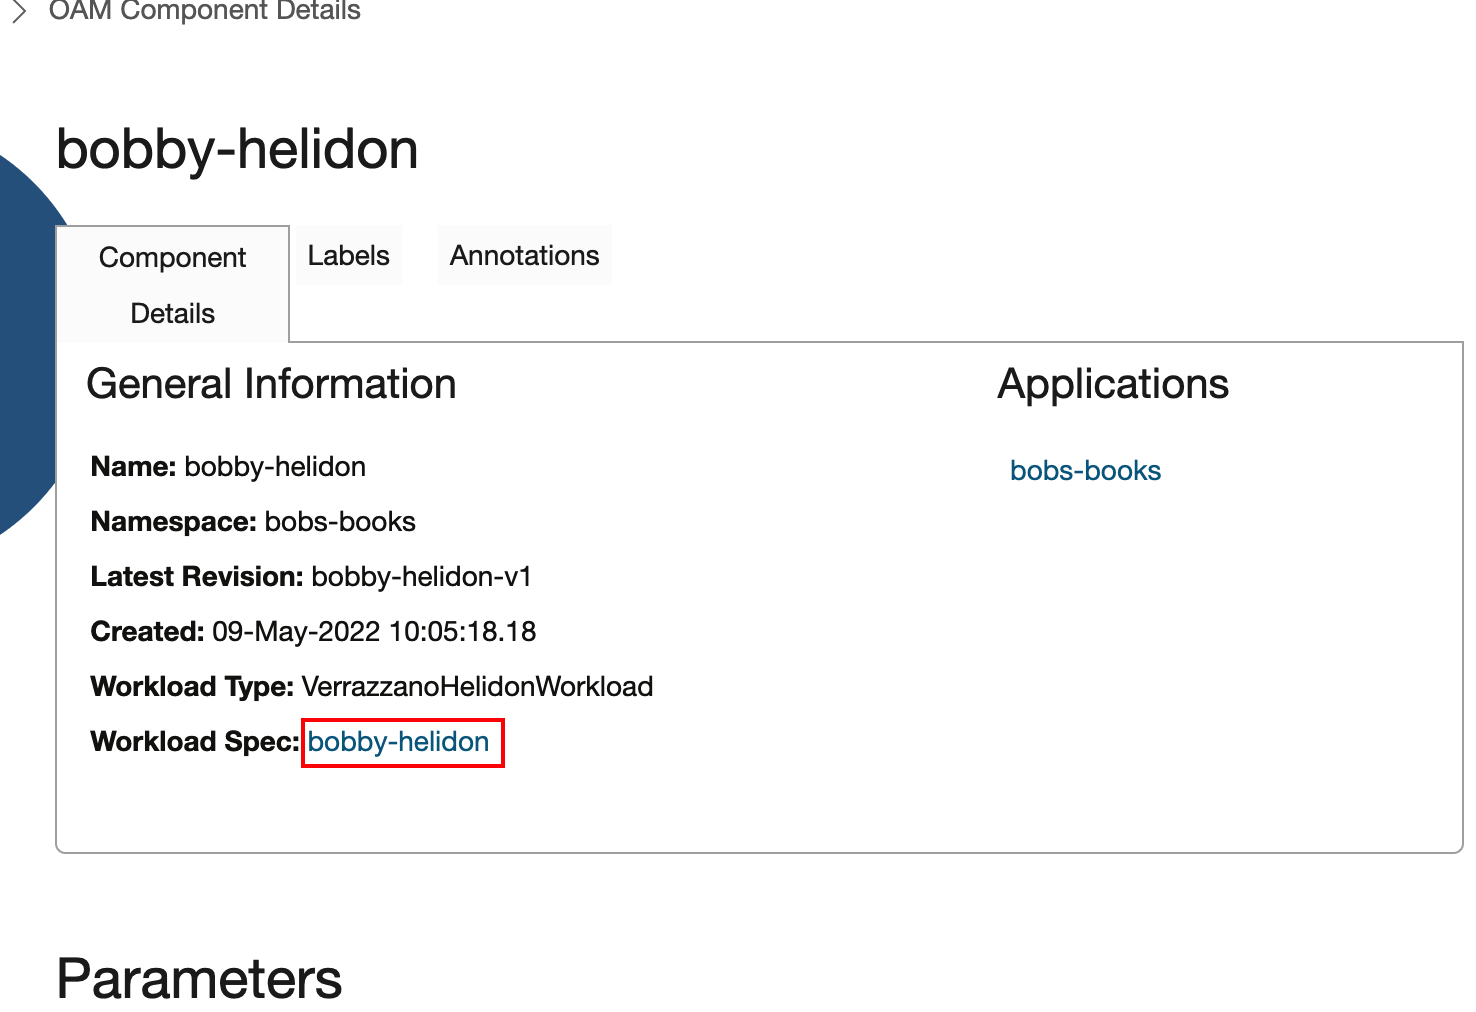 OAM Component Details
bobby-helidon
Component Details
Labels
Annotations
General Information
Name: bobby-helidon
Namespace: bobs-books
Latest Revision: bobby-helidon-v1
Created: 09-May-2022 10:05:18.18
Workload Type: VerrazzanoHelidonWorkload
Workload Spec: bobby-helidon
Applications
bobs-books
Parameters